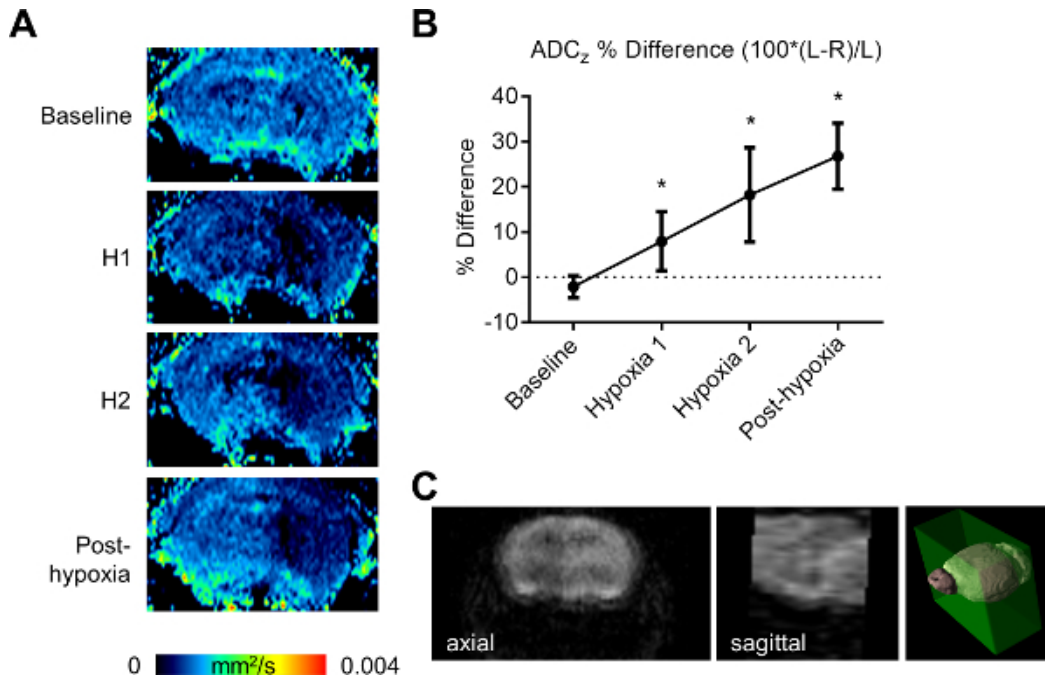 A
Baseline
H1
H2
Post-
hypoxia
0 mm²/s 0.004
B
ADCz % Difference (100*(L-R)/L)
% Difference
40
30
20
10
0
-10
* * * 
Baseline
Hypoxia 1
Hypoxia 2
Post-hypoxia
C
axial
sagittal